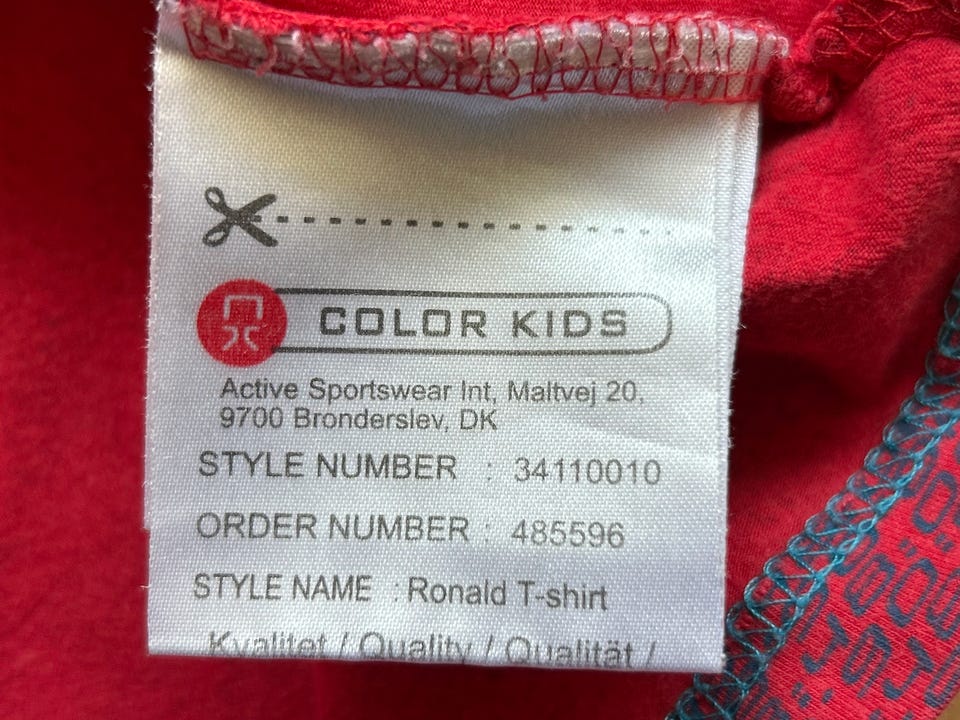 COLOR KIDS
Active Sportswear Int, Maltvej 20,
9700 Bronderslev, DK
STYLE NUMBER : 34110010
ORDER NUMBER : 485596
STYLE NAME : Ronald T-shirt
Kvalitet / Quality / Qualität /